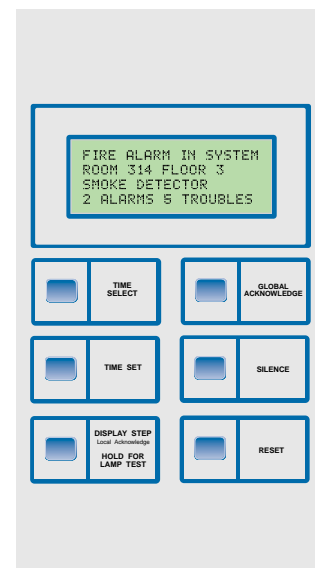 FIRE ALARM IN SYSTEM
ROOM 314 FLOOR 3
SMOKE DETECTOR
2 ALARMS 5 TROUBLES
TIME
SELECT
GLOBAL
ACKNOWLEDGE
TIME SET
SILENCE
DISPLAY STEP
Local Acknowledge
HOLD FOR
LAMP TEST
RESET